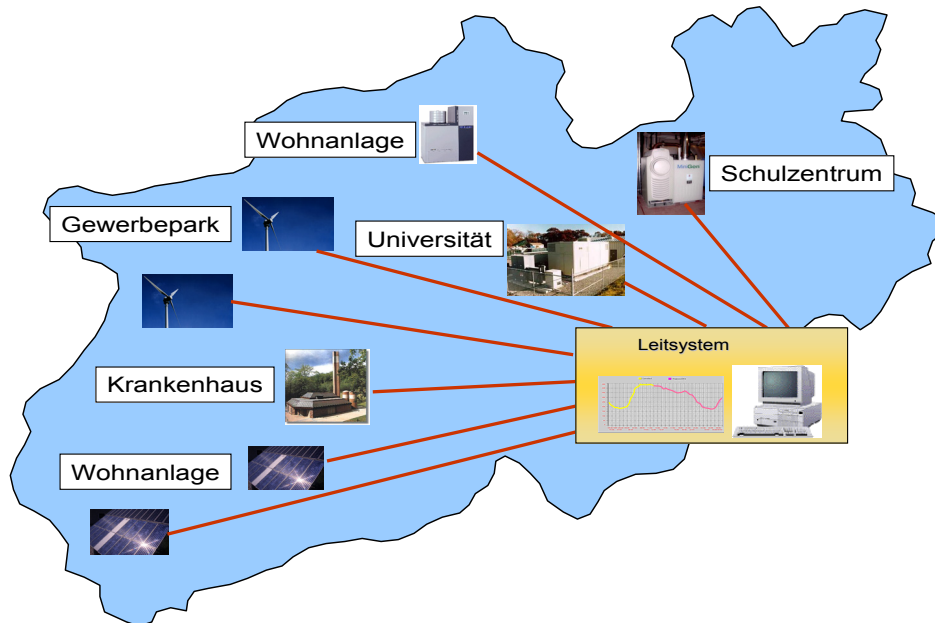 Wohnanlage
Schulzentrum
Gewerbepark
Universität
Leitsystem
Krankenhaus
Wohnanlage